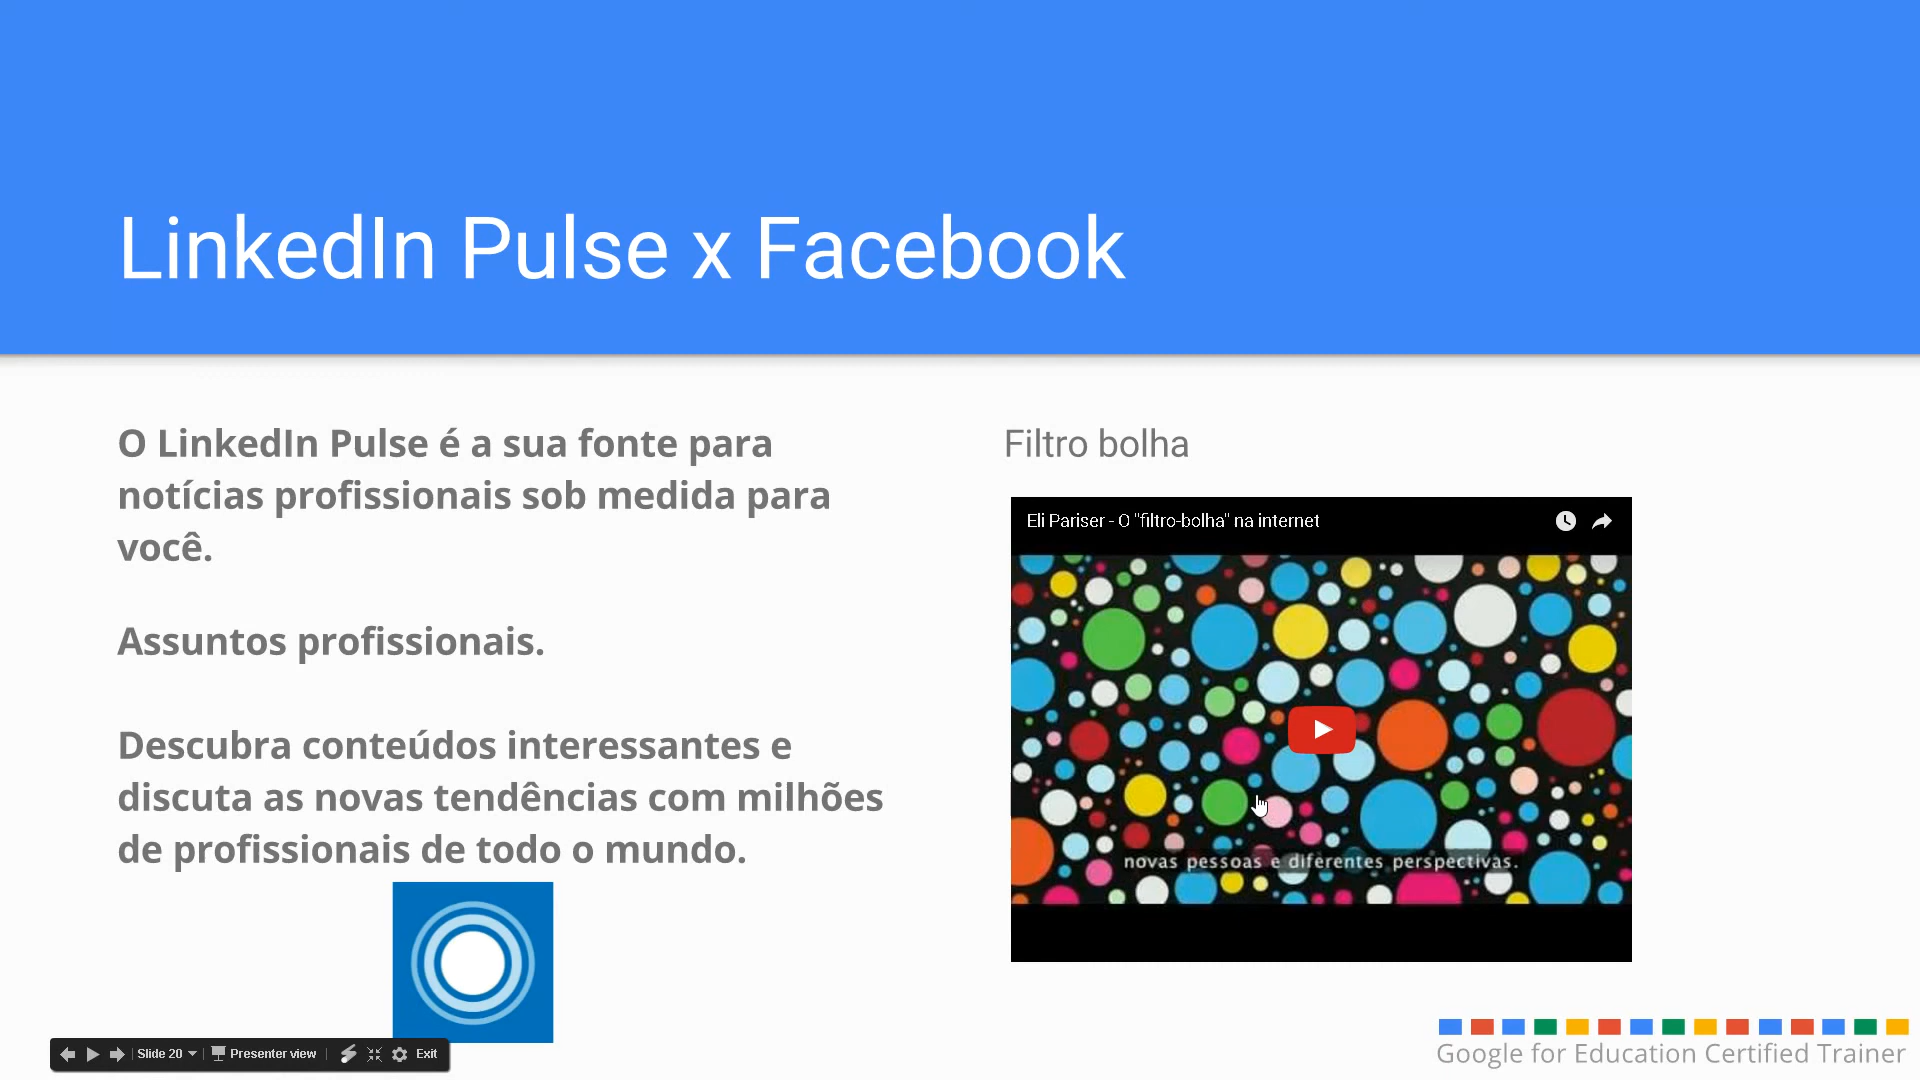 LinkedIn Pulse x Facebook
O LinkedIn Pulse é a sua fonte para
notícias profissionais sob medida para
você.
Assuntos profissionais.
Descubra conteúdos interessantes e
discuta as novas tendências com milhões
de profissionais de todo o mundo.
Filtro bolha
Eli Pariser - O "filtro-bolha" na internet
novas pessoas e diferentes perspectivas.
Slide 20
Presenter view
Exit
Google for Education Certified Trainer